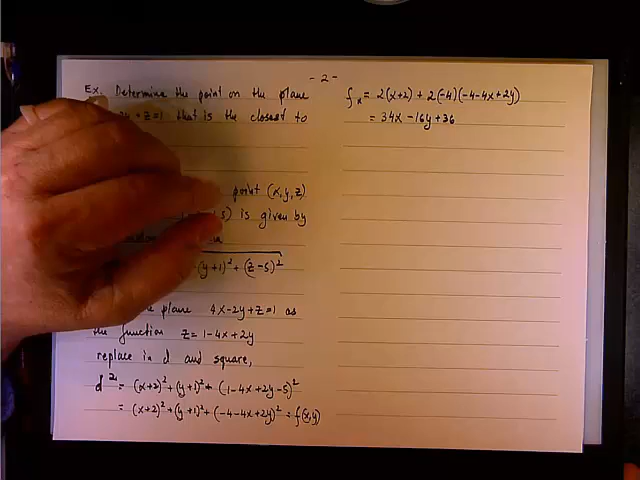 - 2 -
Ex. Determine the point on the plane
+ z = 1 that is the closest to
point (x, y, z)
is given by
(y+1)² + (z-5)²
plane 4x-2y+z=1 as
the function z = 1-4x+2y
replace in d and square,
d² = (x+2)² + (y+1)² + (1-4x+2y-5)²
= (x+2)² + (y+1)² + (-4-4x+2y)² = f(x,y)
fx = 2(x+2) + 2(-4)(-4-4x+2y)
= 34x - 16y + 36